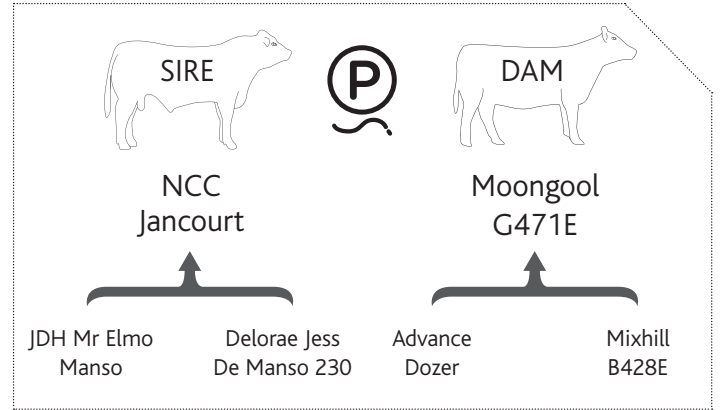 SIRE
P
DAM
NCC
Jancourt
Moongool
G471E
JDH Mr Elmo
Manso
Delorae Jess
De Manso 230
Advance
Dozer
Mixhill
B428E